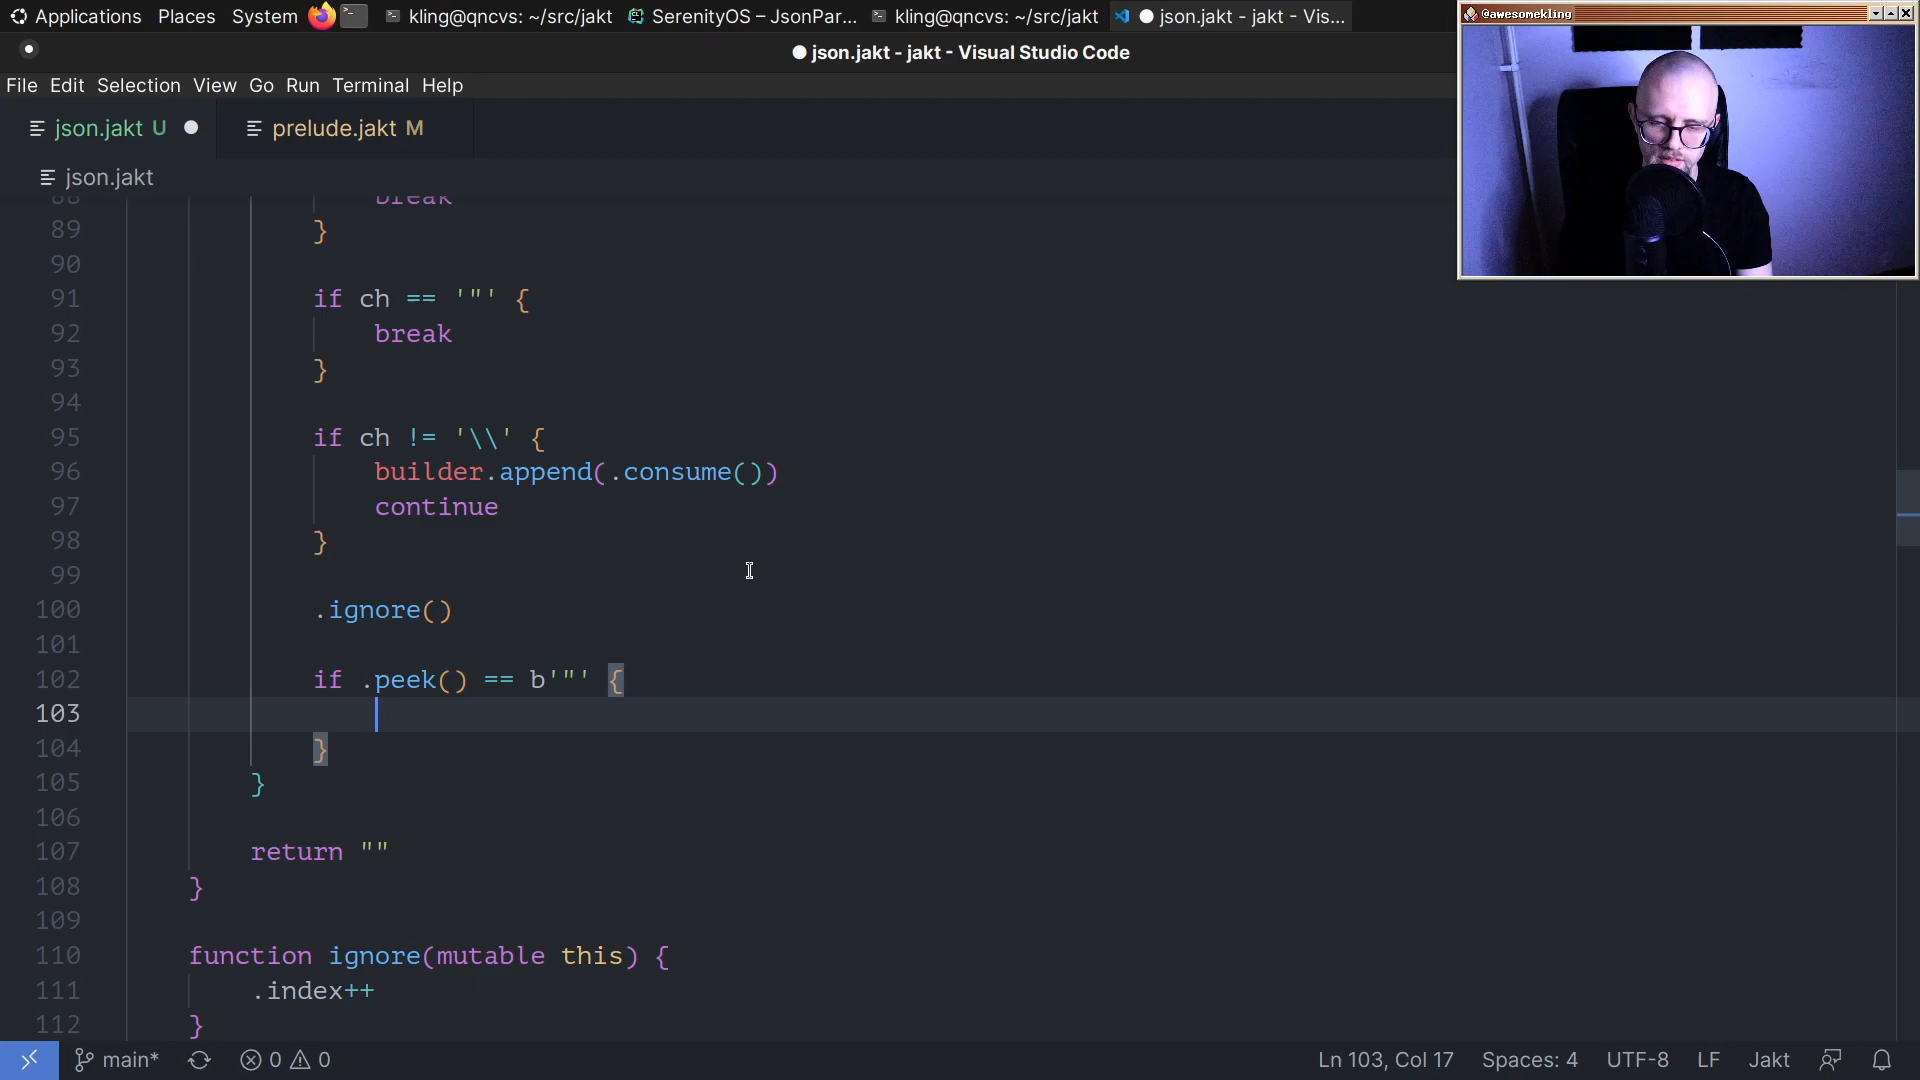 Applications Places System kling@qncvs: ~/src/jakt SerenityOS – JsonPar... kling@qncvs: ~/src/jakt ● json.jakt - jakt - Vis...
@awesomekling
● json.jakt - jakt - Visual Studio Code
File Edit Selection View Go Run Terminal Help
json.jakt U ● prelude.jakt M
json.jakt
88 break
89 }
90
91 if ch == '"' {
92 break
93 }
94
95 if ch != '\\' {
96 builder.append(.consume())
97 continue
98 }
99
100 .ignore()
101
102 if .peek() == b'"' {
103
104 }
105 }
106
107 return ""
108 }
109
110 function ignore(mutable this) {
111 .index++
112 }
main* 0 0 Ln 103, Col 17 Spaces: 4 UTF-8 LF Jakt